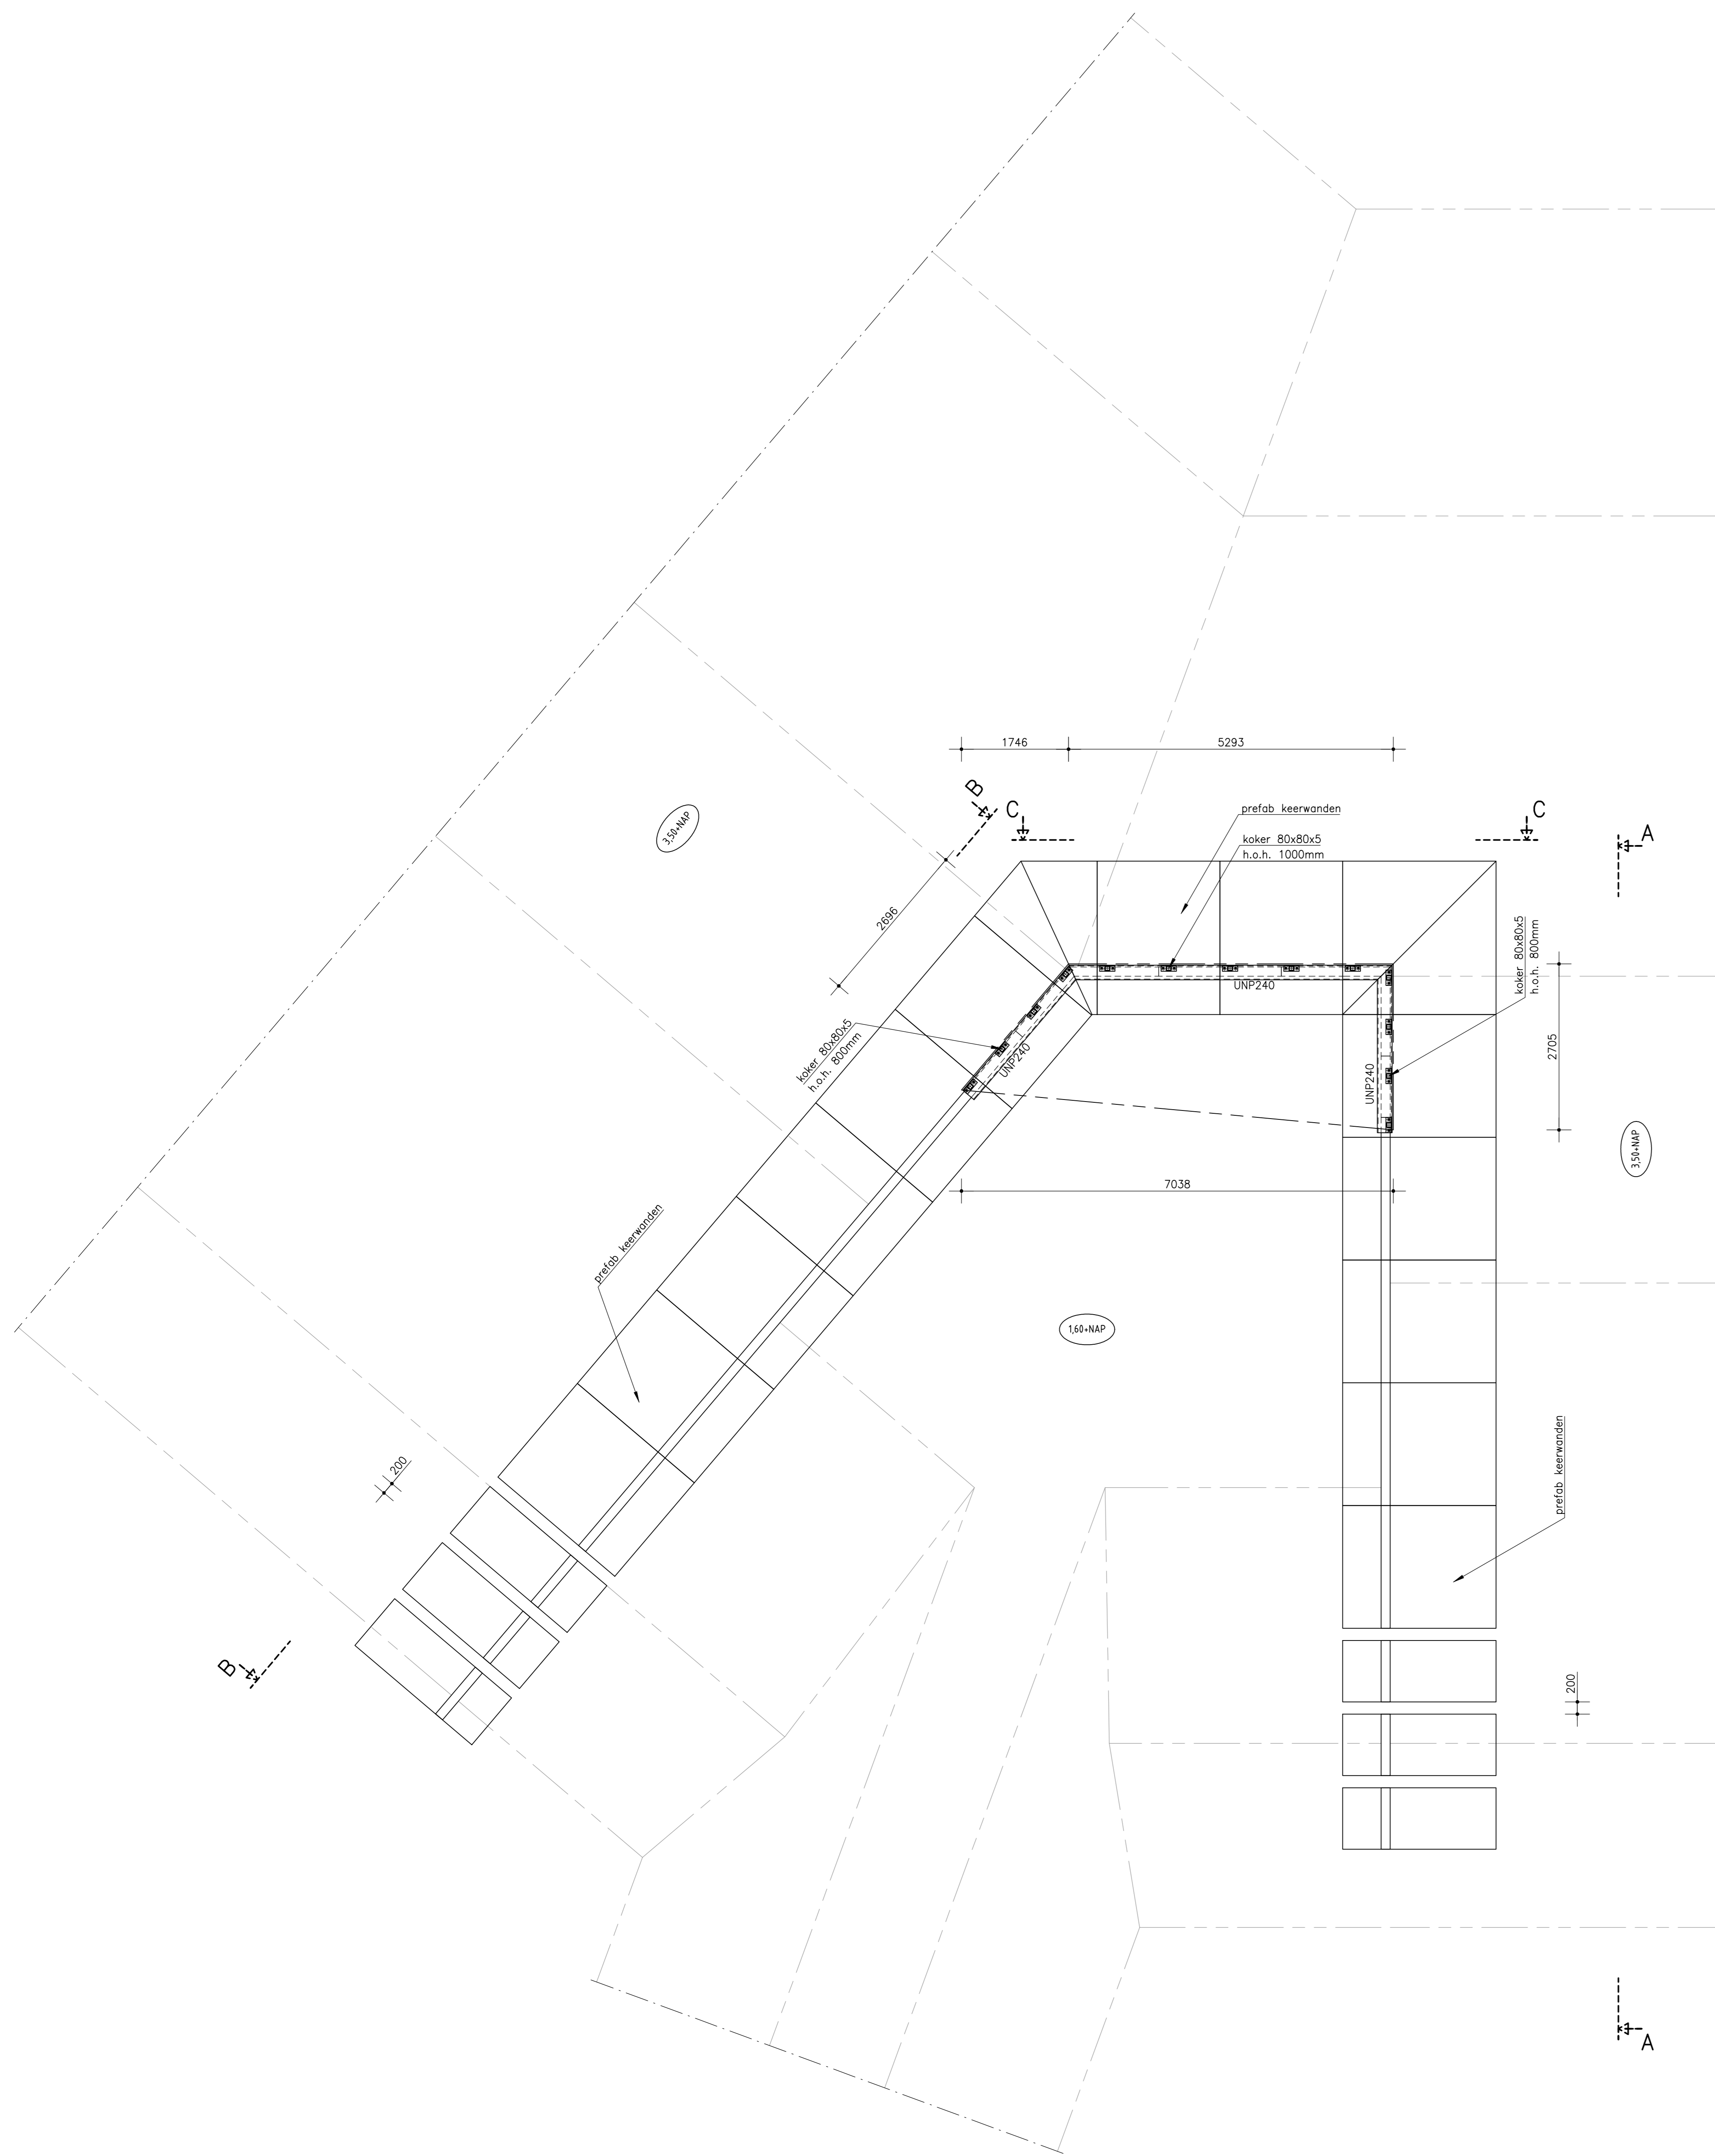 1746
5293
B
C
C
A
3,50+NAP
prefab keerwanden
koker 80x80x5
h.o.h. 1000mm
2696
koker 80x80x5
h.o.h. 800mm
UNP240
koker 80x80x5
h.o.h. 800mm
UNP240
UNP240
2705
3,50+NAP
7038
prefab keerwanden
1,60+NAP
200
prefab keerwanden
B
200
A